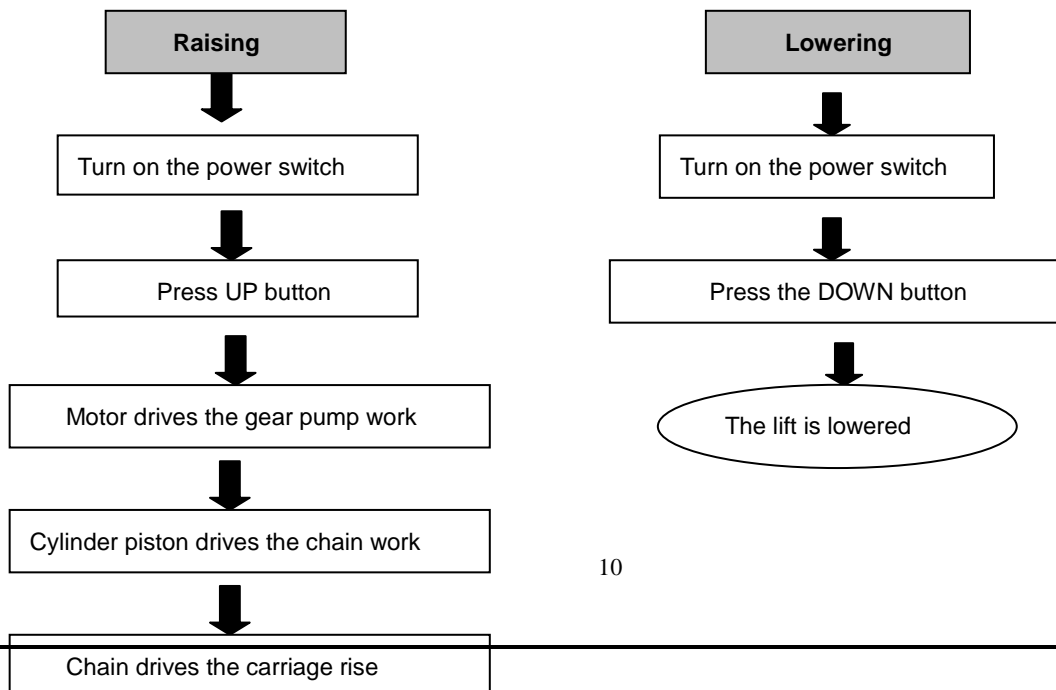 Raising
Turn on the power switch
Press UP button
Motor drives the gear pump work
Cylinder piston drives the chain work
Chain drives the carriage rise
Lowering
Turn on the power switch
Press the DOWN button
The lift is lowered
10